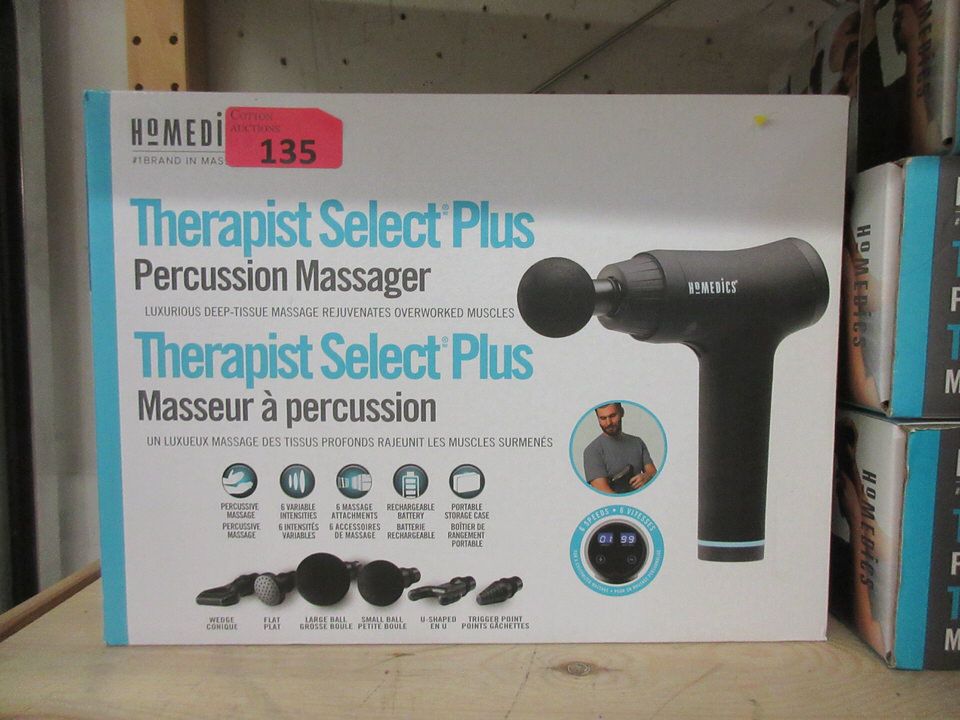 HoMEDi
COTTON
AUCTIONS
135
#1 BRAND IN MAS
Therapist Select® Plus
Percussion Massager
LUXURIOUS DEEP-TISSUE MASSAGE REJUVENATES OVERWORKED MUSCLES
Therapist Select® Plus
Masseur à percussion
UN LUXUEUX MASSAGE DES TISSUS PROFONDS RAJEUNIT LES MUSCLES SURMENÉS
HoMEDiCS
PERCUSSIVE
MASSAGE
PERCUSSIVE
MASSAGE
6 VARIABLE
INTENSITIES
6 INTENSITÉS
VARIABLES
6 MASSAGE
ATTACHMENTS
6 ACCESSOIRES
DE MASSAGE
RECHARGEABLE
BATTERY
BATTERIE
RECHARGEABLE
PORTABLE
STORAGE CASE
BOÎTIER DE
RANGEMENT
PORTABLE
6 SPEEDS • 6 VITESSES
01 99
WEDGE
CONIQUE
FLAT
PLAT
LARGE BALL
GROSSE BOULE
SMALL BALL
PETITE BOULE
U-SHAPED
EN U
TRIGGER POINT
POINTS GÂCHETTES
HoMEDiCS
HoMEDiCS